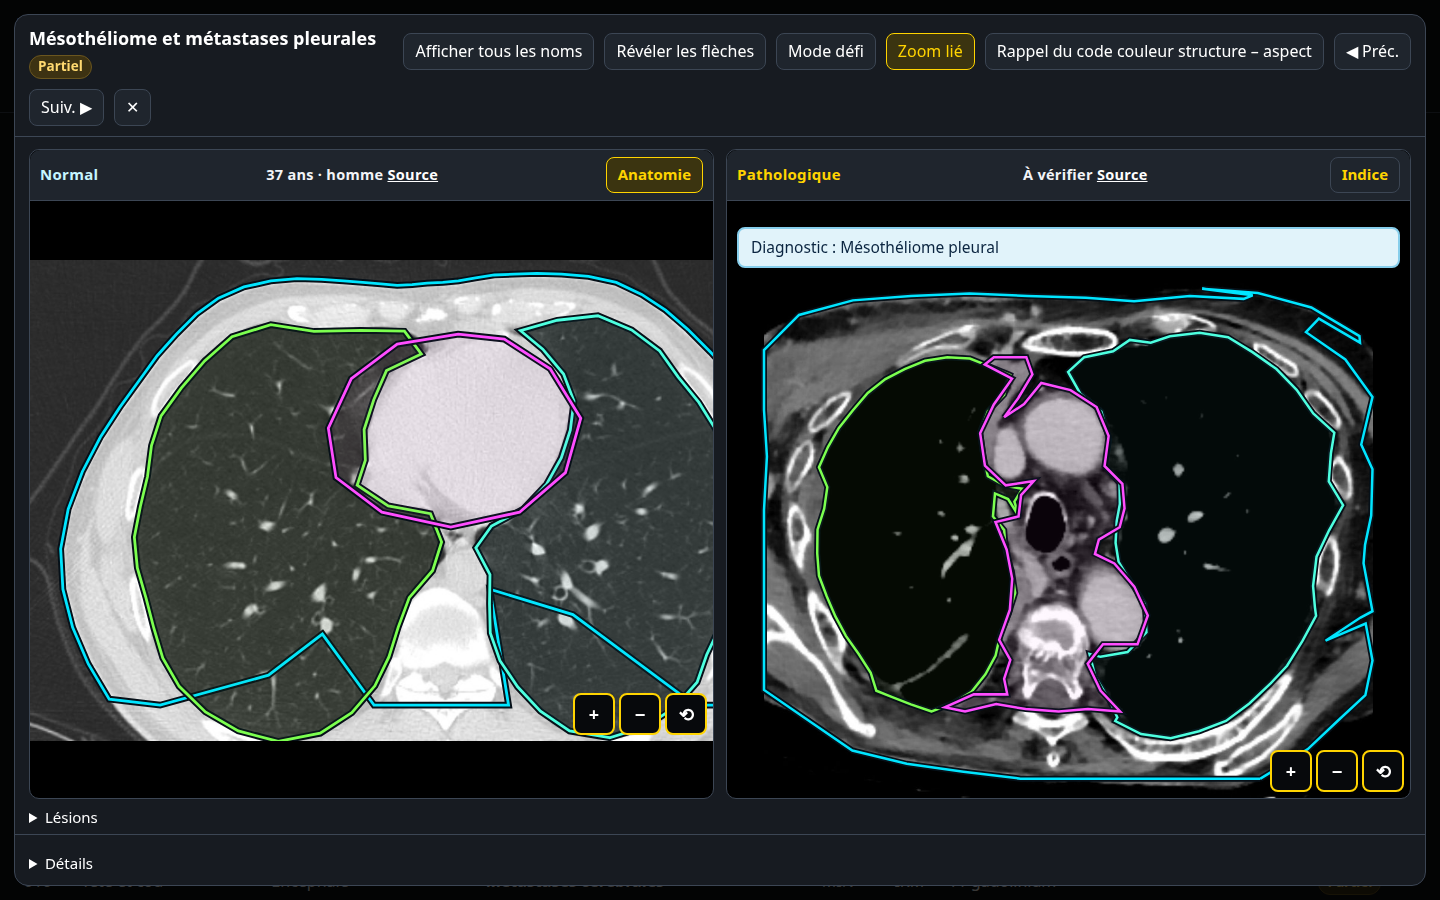 Mésothéliome et métastases pleurales
Partiel
Afficher tous les noms
Révéler les flèches
Mode défi
Zoom lié
Rappel du code couleur structure – aspect
◀ Préc.
Suiv. ▶
✕
Normal
37 ans · homme Source
Anatomie
Pathologique
À vérifier Source
Indice
Diagnostic : Mésothéliome pleural
+
−
⟲
+
−
⟲
▶ Lésions
▶ Détails